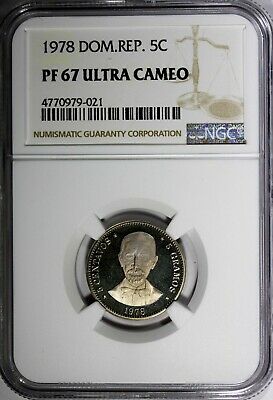 1978 DOM.REP. 5C
PF 67 ULTRA CAMEO
4770979-021
NUMISMATIC GUARANTY CORPORATION
NGC
5 CENTAVOS • 5 GRAMOS
1978